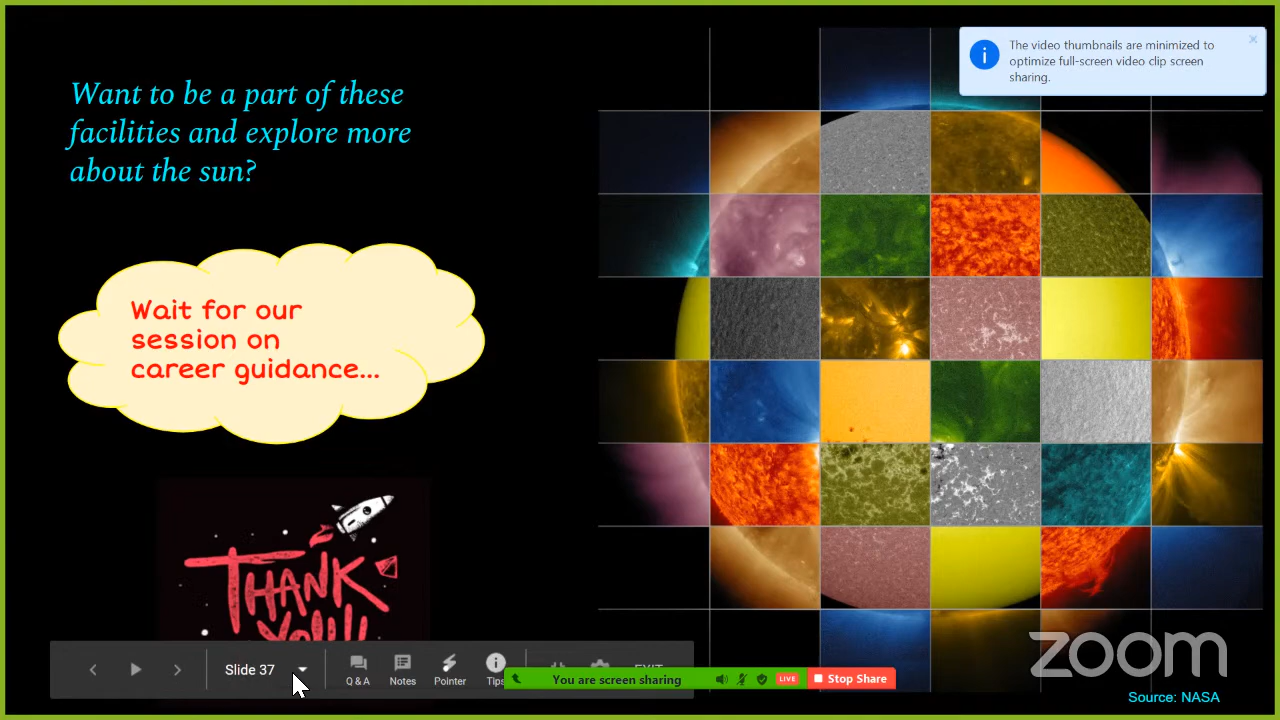 Want to be a part of these
facilities and explore more
about the sun?
The video thumbnails are minimized to
optimize full-screen video clip screen
sharing.
Wait for our
session on
career guidance...
THANK
YOU!!
Slide 37
Q & A
Notes
Pointer
Tips
EXIT
You are screen sharing
LIVE
Stop Share
zoom
Source: NASA